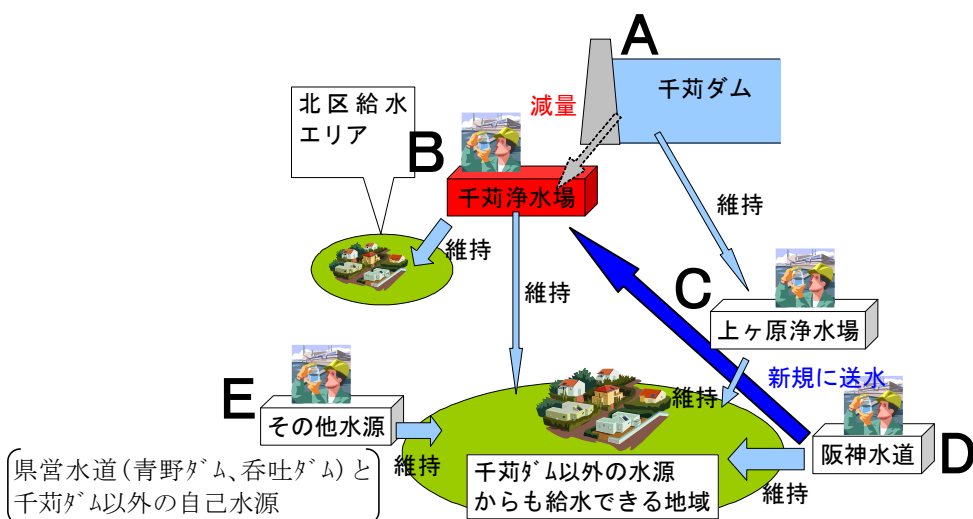 A
千苅ダム
減量
北区給水
エリア
B
千苅浄水場
維持
維持
維持
C
上ヶ原浄水場
新規に送水
維持
E
その他水源
維持
県営水道(青野ダム、呑吐ダム)と
千苅ダム以外の自己水源
千苅ダム以外の水源
からも給水できる地域
維持
阪神水道
D